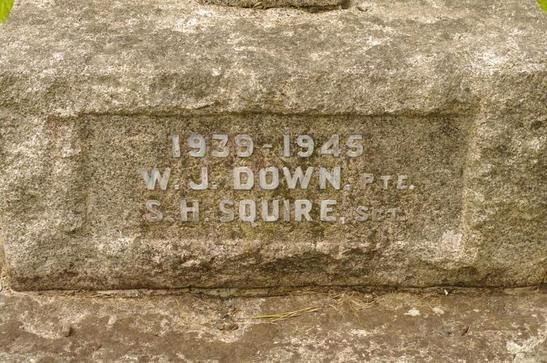 1939-1945
W. J. DOWN, PTE.
S. H. SQUIRE, SGT.